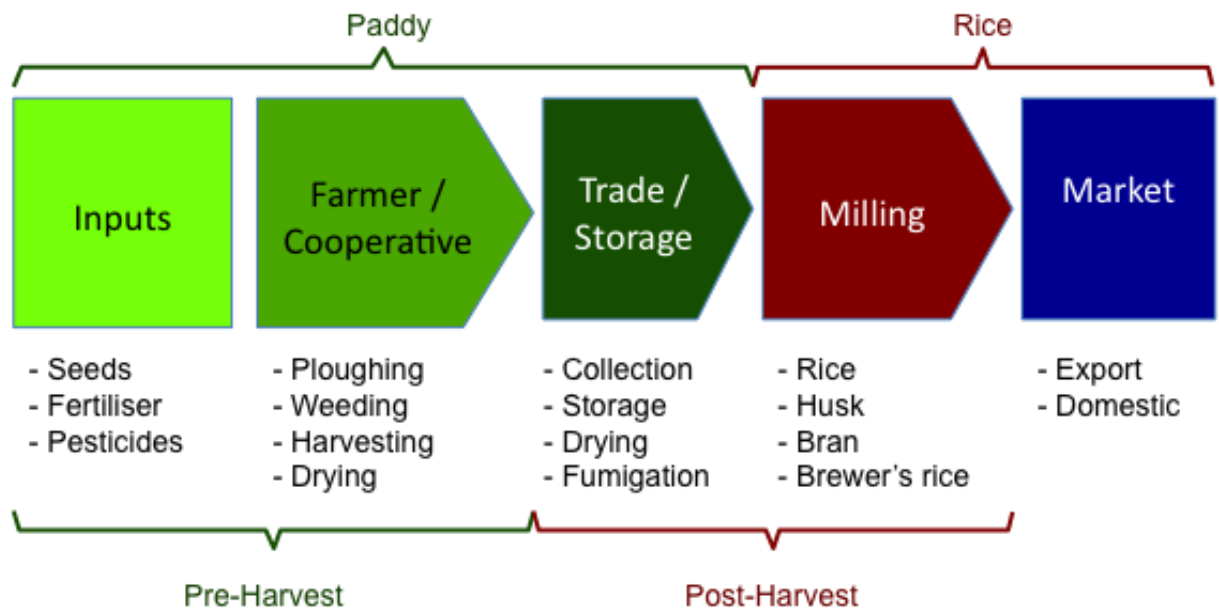 Paddy
Rice
Inputs
Farmer /
Cooperative
Trade /
Storage
Milling
Market
- Seeds
- Fertiliser
- Pesticides
- Ploughing
- Weeding
- Harvesting
- Drying
- Collection
- Storage
- Drying
- Fumigation
- Rice
- Husk
- Bran
- Brewer's rice
- Export
- Domestic
Pre-Harvest
Post-Harvest